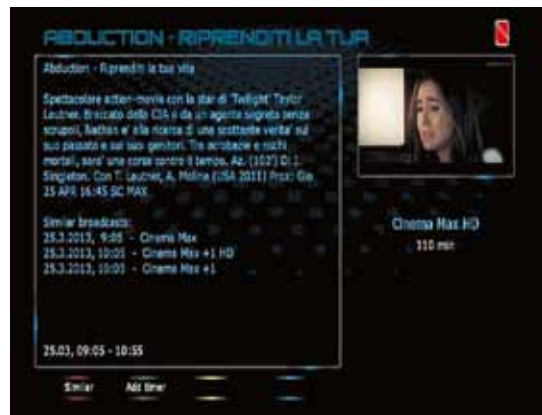 ABDUCTION - RIPRENDITI LA TUA
Abduction - Riprenditi la tua vita
Spettacolare action-movie con la star di 'Twilight' Taylor
Lautner. Braccato dalla CIA e da un agente segreto senza
scrupoli, Nathan e' alla ricerca di una scottante verita' sul
suo passato e sui suoi genitori. Tra acrobazie e rischi
mortali, sara' una corsa contro il tempo. Az. (102') Di J.
Singleton. Con T. Lautner, A. Molina (USA 2011) Pross: Gio
25 APR 16:45 SC MAX
Similar broadcasts:
25.3.2013, 9:05 - Cinema Max
25.3.2013, 10:05 - Cinema Max +1 HD
25.3.2013, 10:05 - Cinema Max +1
Cinema Max HD
110 min
25.03, 09:05 - 10:55
Similar Add timer